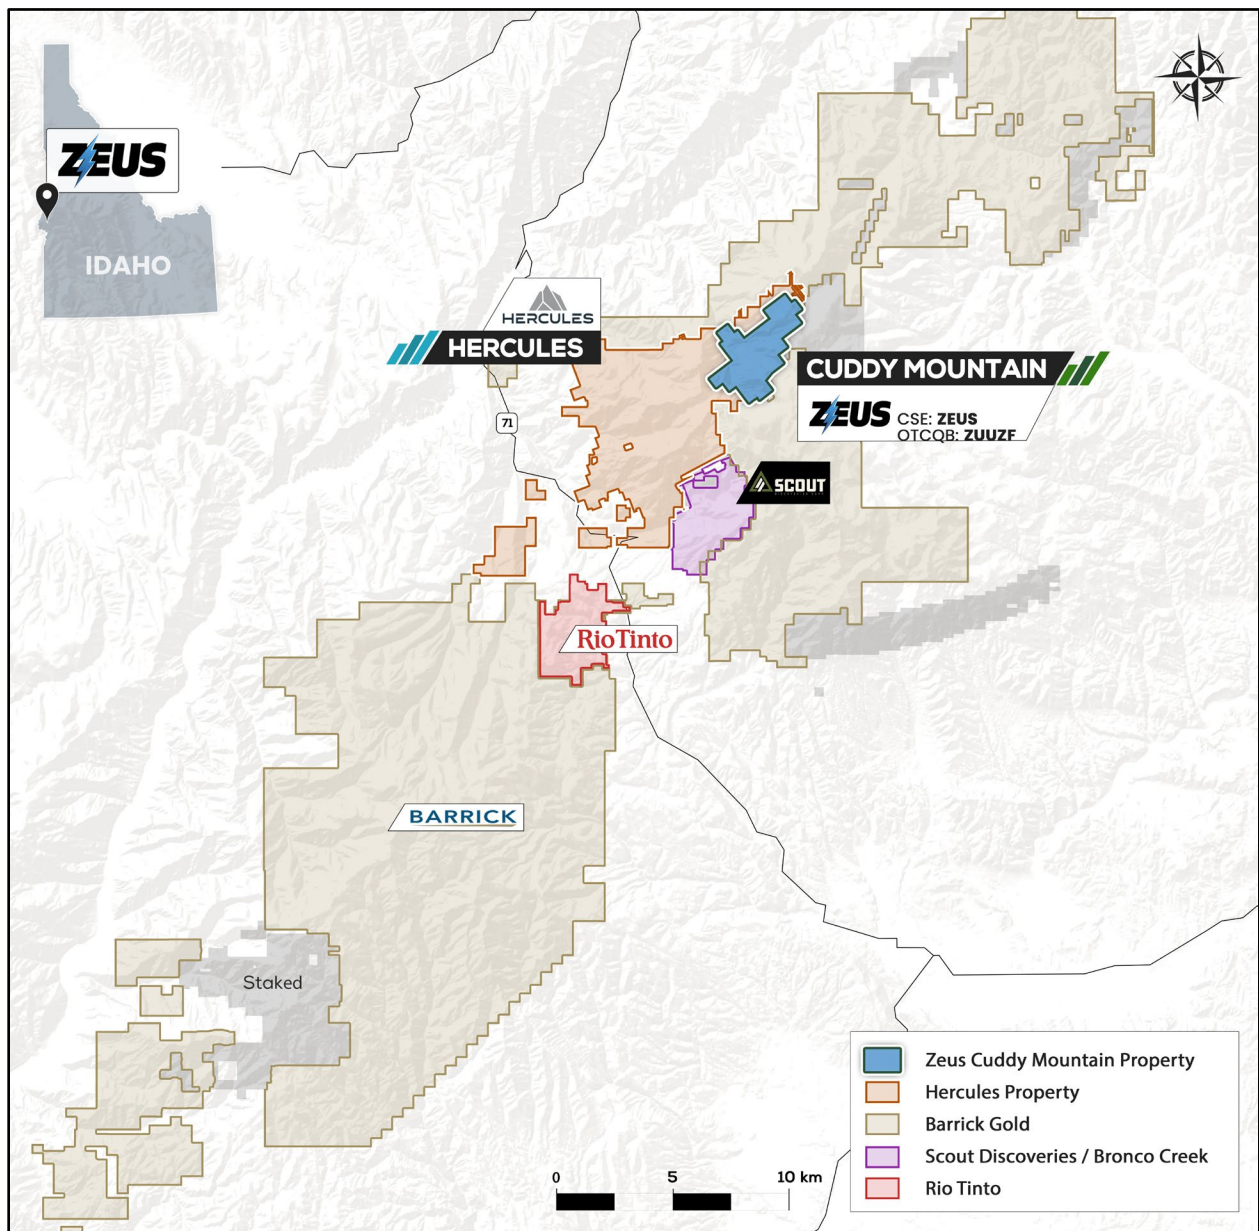 ZEUS
IDAHO
HERCULES
HERCULES
71
CUDDY MOUNTAIN
ZEUS
CSE: ZEUS
OTCQB: ZUUZF
SCOUT
RioTinto
BARRICK
Staked
Zeus Cuddy Mountain Property
Hercules Property
Barrick Gold
Scout Discoveries / Bronco Creek
Rio Tinto
0 5 10 km